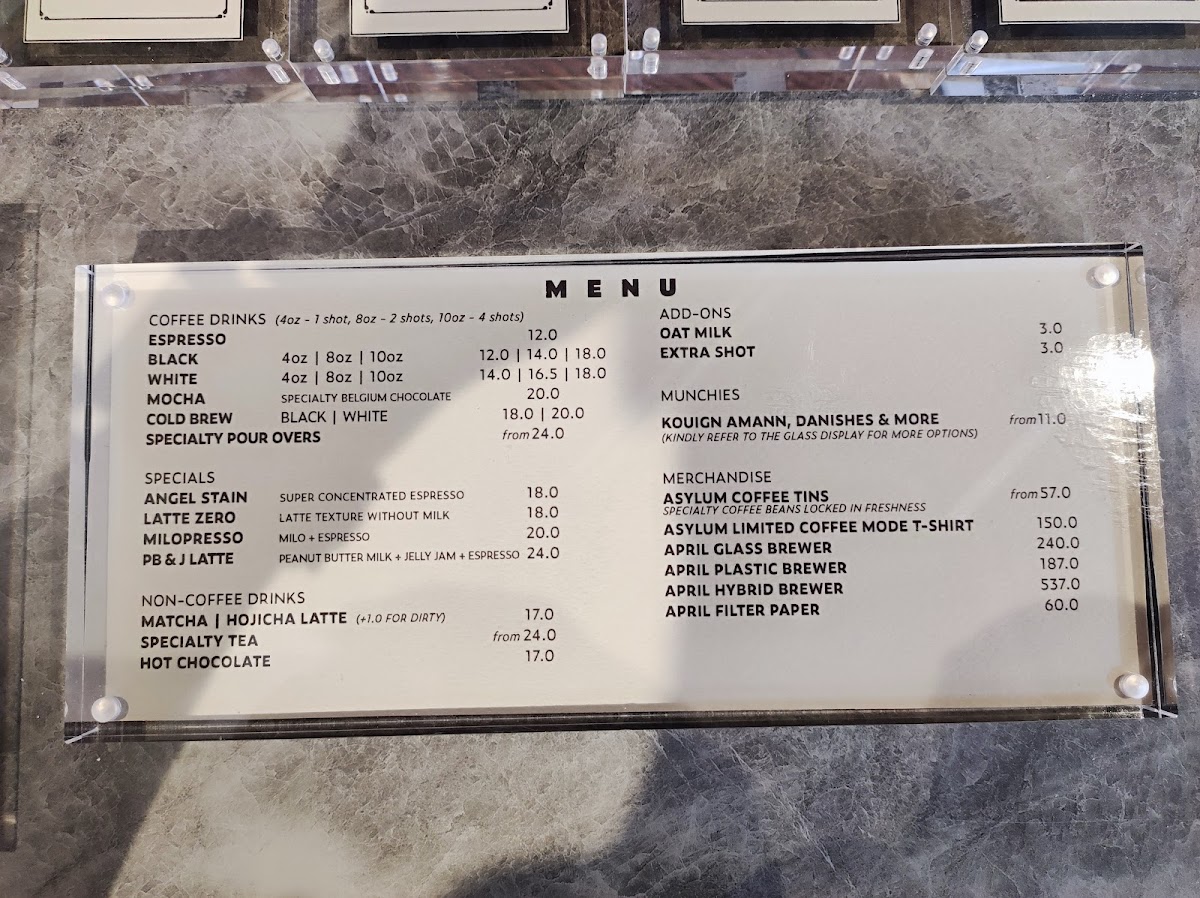 MENU
COFFEE DRINKS (4oz - 1 shot, 8oz - 2 shots, 10oz - 4 shots)
ESPRESSO 12.0
BLACK 4oz | 8oz | 10oz 12.0 | 14.0 | 18.0
WHITE 4oz | 8oz | 10oz 14.0 | 16.5 | 18.0
MOCHA SPECIALTY BELGIUM CHOCOLATE 20.0
COLD BREW BLACK | WHITE 18.0 | 20.0
SPECIALTY POUR OVERS from 24.0
SPECIALS
ANGEL STAIN SUPER CONCENTRATED ESPRESSO 18.0
LATTE ZERO LATTE TEXTURE WITHOUT MILK 18.0
MILOPRESSO MILO + ESPRESSO 20.0
PB & J LATTE PEANUT BUTTER MILK + JELLY JAM + ESPRESSO 24.0
NON-COFFEE DRINKS
MATCHA | HOJICHA LATTE (+1.0 FOR DIRTY) 17.0
SPECIALTY TEA from 24.0
HOT CHOCOLATE 17.0
ADD-ONS
OAT MILK 3.0
EXTRA SHOT 3.0
MUNCHIES
KOUIGN AMANN, DANISHES & MORE from 11.0
(KINDLY REFER TO THE GLASS DISPLAY FOR MORE OPTIONS)
MERCHANDISE
ASYLUM COFFEE TINS from 57.0
SPECIALTY COFFEE BEANS LOCKED IN FRESHNESS
ASYLUM LIMITED COFFEE MODE T-SHIRT 150.0
APRIL GLASS BREWER 240.0
APRIL PLASTIC BREWER 187.0
APRIL HYBRID BREWER 537.0
APRIL FILTER PAPER 60.0